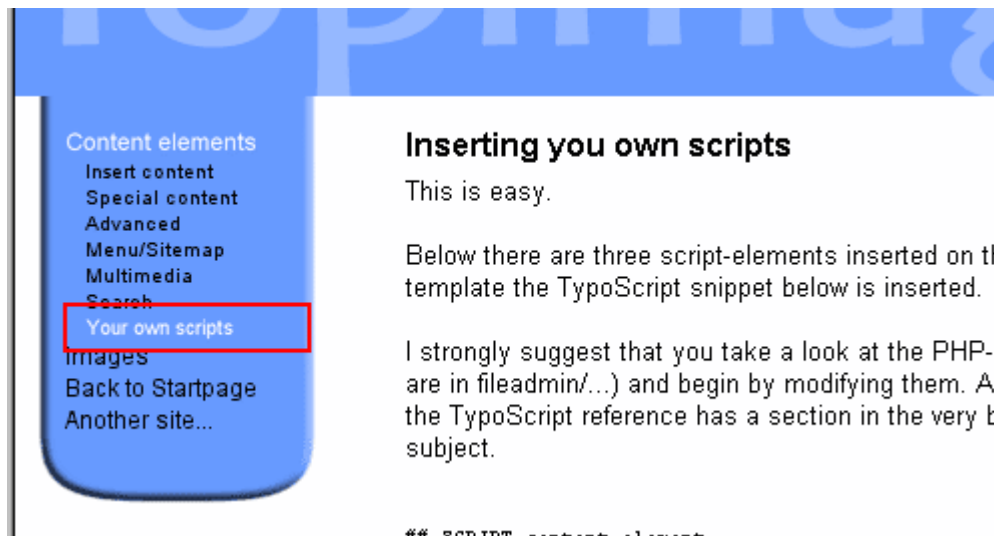 Content elements
Insert content
Special content
Advanced
Menu/Sitemap
Multimedia
Search
Your own scripts
Images
Back to Startpage
Another site...
Inserting you own scripts
This is easy.
Below there are three script-elements inserted on
template the TypoScript snippet below is inserted.
I strongly suggest that you take a look at the PHP-
are in fileadmin/...) and begin by modifying them.
the TypoScript reference has a section in the very
subject.
## SCRIPT content element